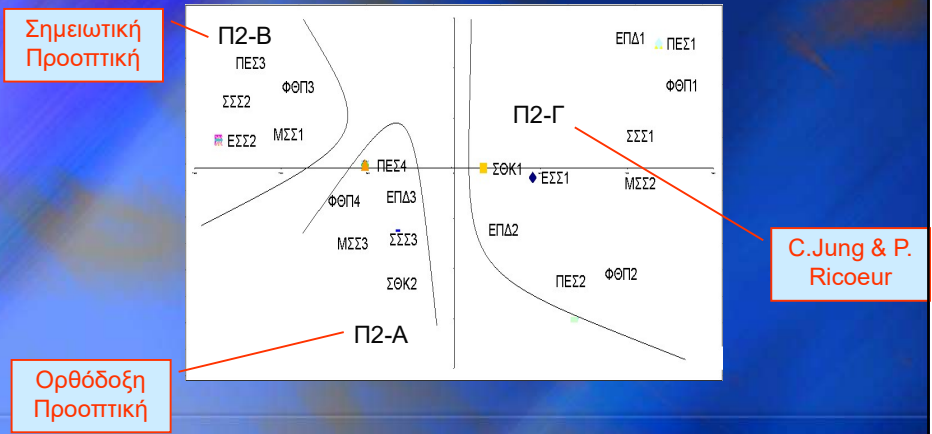 Σημειωτική
Προοπτική
Π2-Β
ΕΠΔ1
ΠΕΣ1
ΠΕΣ3
ΦΘΠ3
ΦΘΠ1
ΣΣΣ2
Π2-Γ
ΕΣΣ2
ΜΣΣ1
ΣΣΣ1
ΠΕΣ4
ΣΘΚ1
ΈΣΣ1
ΜΣΣ2
ΦΘΠ4
ΕΠΔ3
ΜΣΣ3
ΣΣΣ3
ΕΠΔ2
C.Jung & P.
Ricoeur
ΣΘΚ2
ΠΕΣ2
ΦΘΠ2
Π2-Α
Ορθόδοξη
Προοπτική